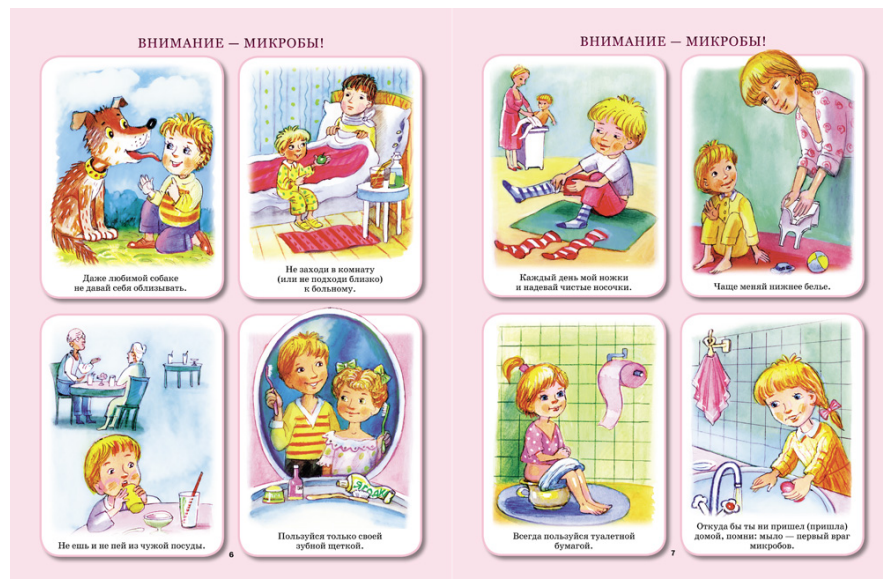 ВНИМАНИЕ — МИКРОБЫ!
Даже любимой собаке
не давай себя облизывать.
Не заходи в комнату
(или не подходи близко)
к больному.
Не ешь и не пей из чужой посуды.
Пользуйся только своей
зубной щеткой.
6
ВНИМАНИЕ — МИКРОБЫ!
Каждый день мой ножки
и надевай чистые носочки.
Чаще меняй нижнее белье.
Всегда пользуйся туалетной
бумагой.
Откуда бы ты ни пришел (пришла)
домой, помни: мыло — первый враг
микробов.
7